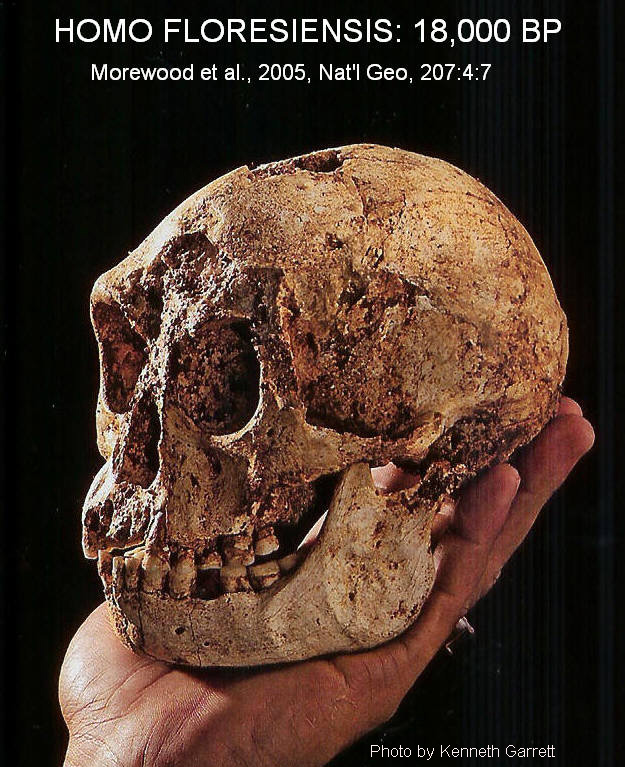 HOMO FLORESIENSIS: 18,000 BP
Morewood et al., 2005, Nat'l Geo, 207:4:7
Photo by Kenneth Garrett